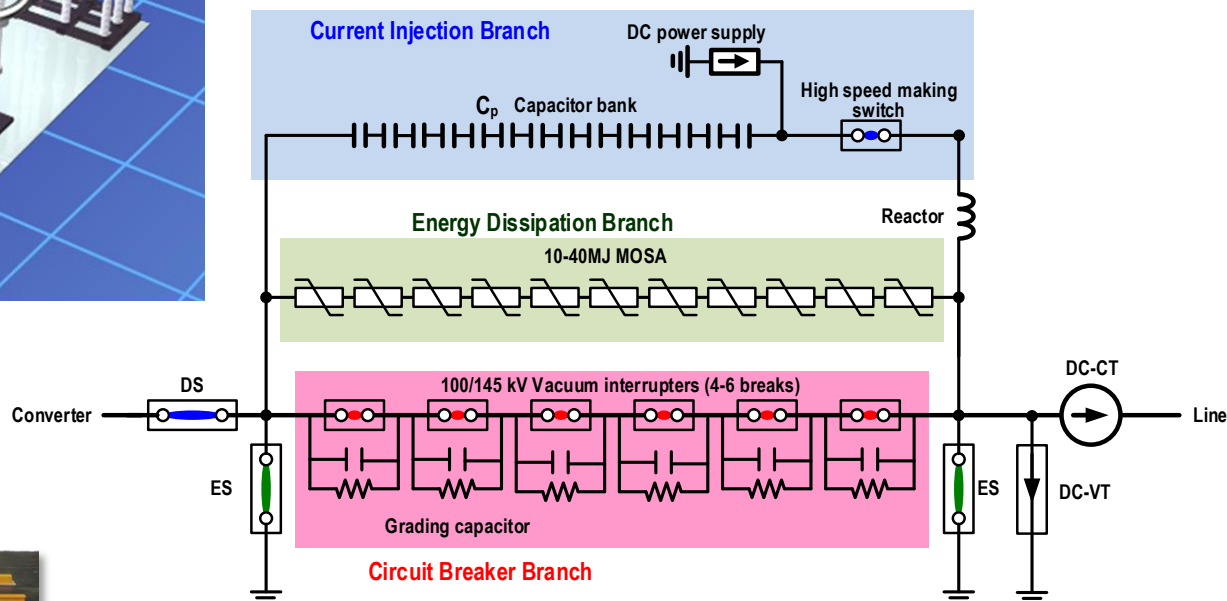 Current Injection Branch
DC power supply
High speed making
switch
Cp Capacitor bank
Reactor
Energy Dissipation Branch
10-40MJ MOSA
DS
100/145 kV Vacuum interrupters (4-6 breaks)
DC-CT
Converter
Line
ES
ES
DC-VT
Grading capacitor
Circuit Breaker Branch